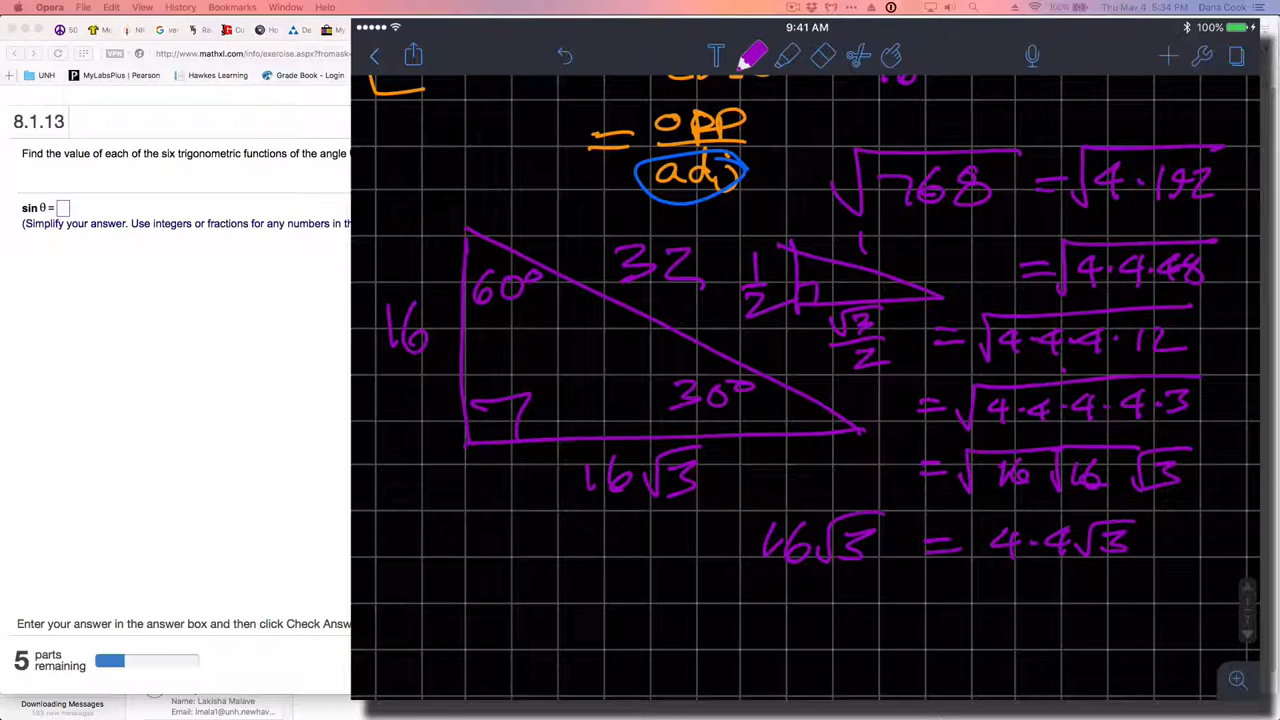 Opera File Edit View History Bookmarks Window Help 100% Thu May 4 5:34 PM Dana Cook
9:41 AM 100%
VPN http://www.mathxl.com/info/exercise.aspx?fromask
UNH MyLabsPlus | Pearson Hawkes Learning Grade Book - Login
8.1.13
Find the value of each of the six trigonometric functions of the angle
sin θ =
(Simplify your answer. Use integers or fractions for any numbers in th
= opp
adj
√768 = √4·192
= √4·4·48
= √4·4·4·12
= √4·4·4·4·3
= √16 √16 √3
16√3 = 4·4√3
60° 32
16
30°
16√3
1
1/2
√3/2
Enter your answer in the answer box and then click Check Answ
5 parts remaining
Downloading Messages
Name: Lakisha Malave
Email: lmala1@unh.newhav...